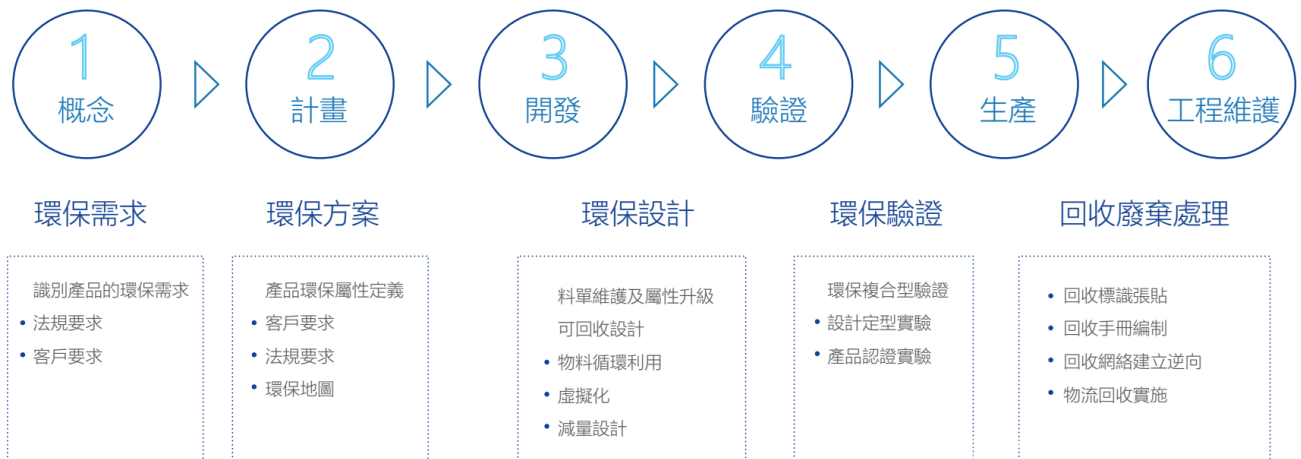 1
概念
2
計畫
3
開發
4
驗證
5
生產
6
工程維護
環保需求
環保方案
環保設計
環保驗證
回收廢棄處理
識別產品的環保需求
• 法規要求
• 客戶要求
產品環保屬性定義
• 客戶要求
• 法規要求
• 環保地圖
料單維護及屬性升級
可回收設計
• 物料循環利用
• 虛擬化
• 減量設計
環保複合型驗證
• 設計定型實驗
• 產品認證實驗
• 回收標識張貼
• 回收手冊編制
• 回收網絡建立逆向
• 物流回收實施